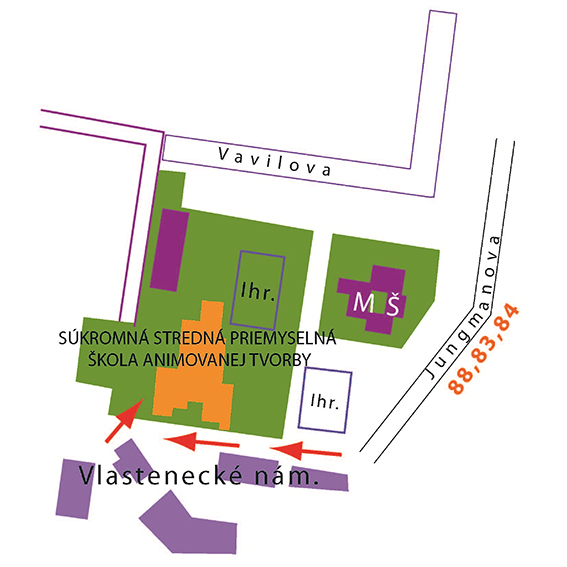 Vavilova
Ihr.
M Š
Jungmanova
88,83,84
SÚKROMNÁ STREDNÁ PRIEMYSELNÁ
ŠKOLA ANIMOVANEJ TVORBY
Ihr.
Vlastenecké nám.